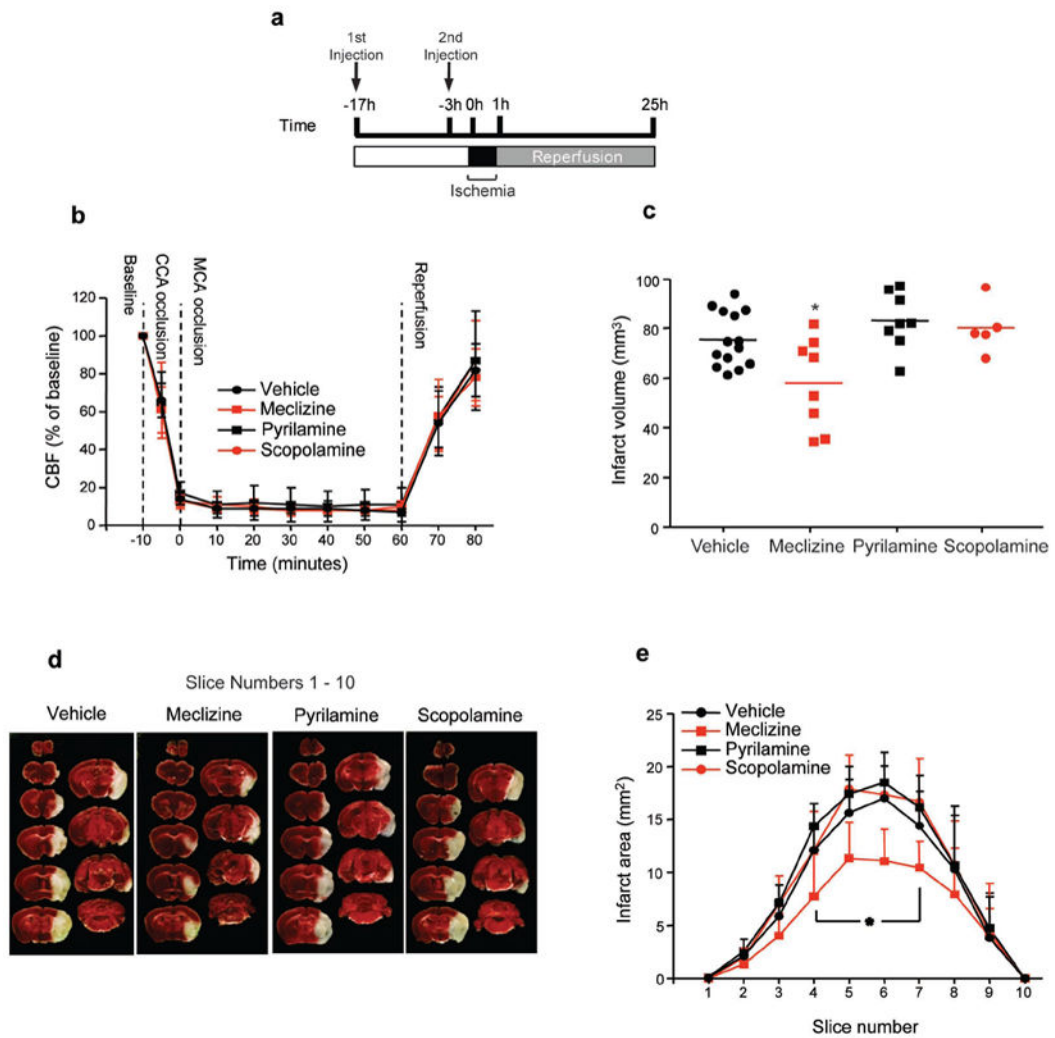 a
1st
Injection
2nd
Injection
-17h -3h 0h 1h 25h
Time
Reperfusion
Ischemia
b
Baseline
CCA occlusion
MCA occlusion
Reperfusion
CBF (% of baseline)
120
100
80
60
40
20
0
Vehicle
Meclizine
Pyrilamine
Scopolamine
-10 0 10 20 30 40 50 60 70 80
Time (minutes)
c
Infarct volume (mm³)
100
80
60
40
20
0
*
Vehicle Meclizine Pyrilamine Scopolamine
d
Slice Numbers 1 - 10
Vehicle Meclizine Pyrilamine Scopolamine
e
Vehicle
Meclizine
Pyrilamine
Scopolamine
Infarct area (mm²)
25
20
15
10
5
0
*
1 2 3 4 5 6 7 8 9 10
Slice number